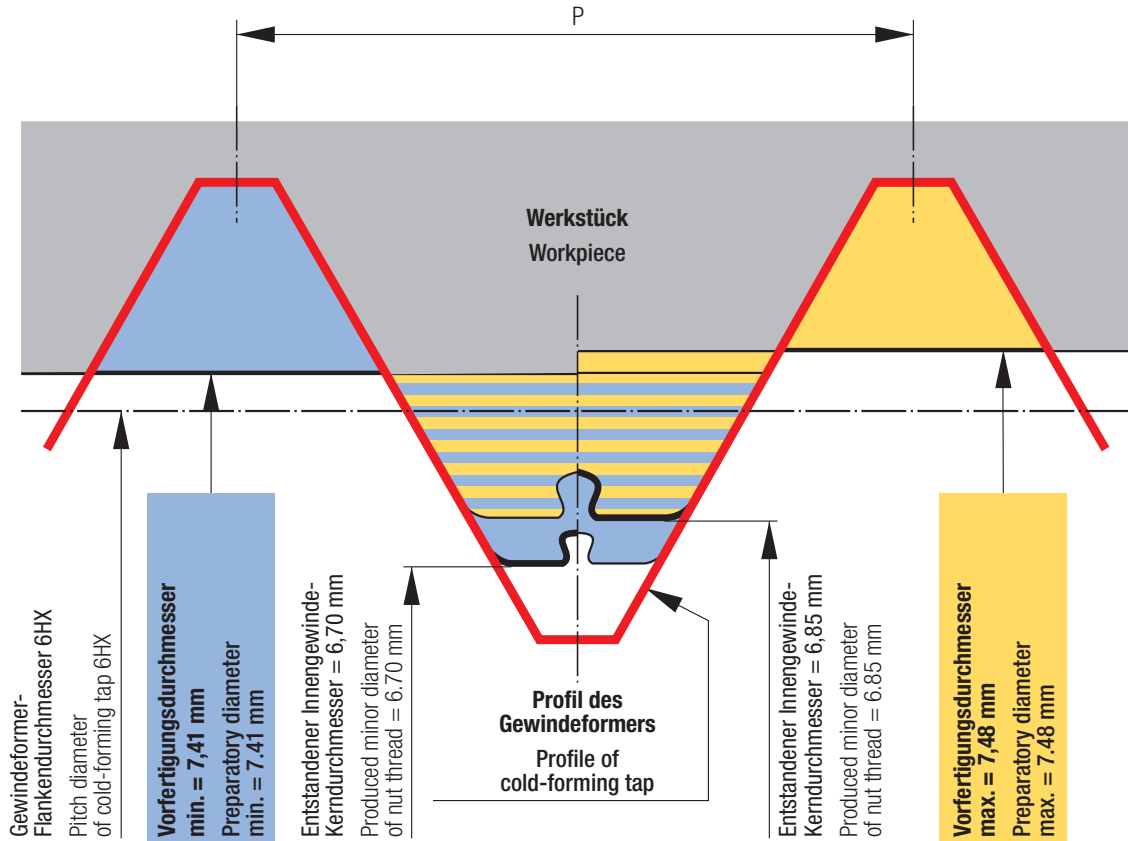 P
Werkstück
Workpiece
Gewindeformer-
Flankendurchmesser 6HX
Pitch diameter
of cold-forming tap 6HX
Vorfertigungsdurchmesser
min. = 7,41 mm
Preparatory diameter
min. = 7.41 mm
Entstandener Innengewinde-
Kerndurchmesser = 6,70 mm
Produced minor diameter
of nut thread = 6.70 mm
Profil des
Gewindeformers
Profile of
cold-forming tap
Entstandener Innengewinde-
Kerndurchmesser = 6,85 mm
Produced minor diameter
of nut thread = 6.85 mm
Vorfertigungsdurchmesser
max. = 7,48 mm
Preparatory diameter
max. = 7.48 mm